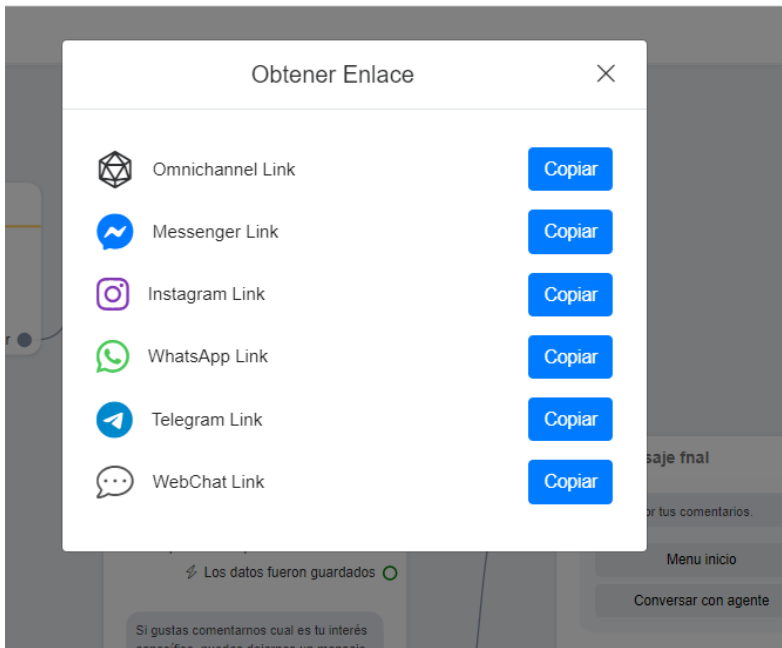 Obtener Enlace
Omnichannel Link
Copiar
Messenger Link
Copiar
Instagram Link
Copiar
WhatsApp Link
Copiar
Telegram Link
Copiar
WebChat Link
Copiar
saje fnal
or tus comentarios.
Menu inicio
Conversar con agente
Los datos fueron guardados
Si gustas comentarnos cual es tu interés